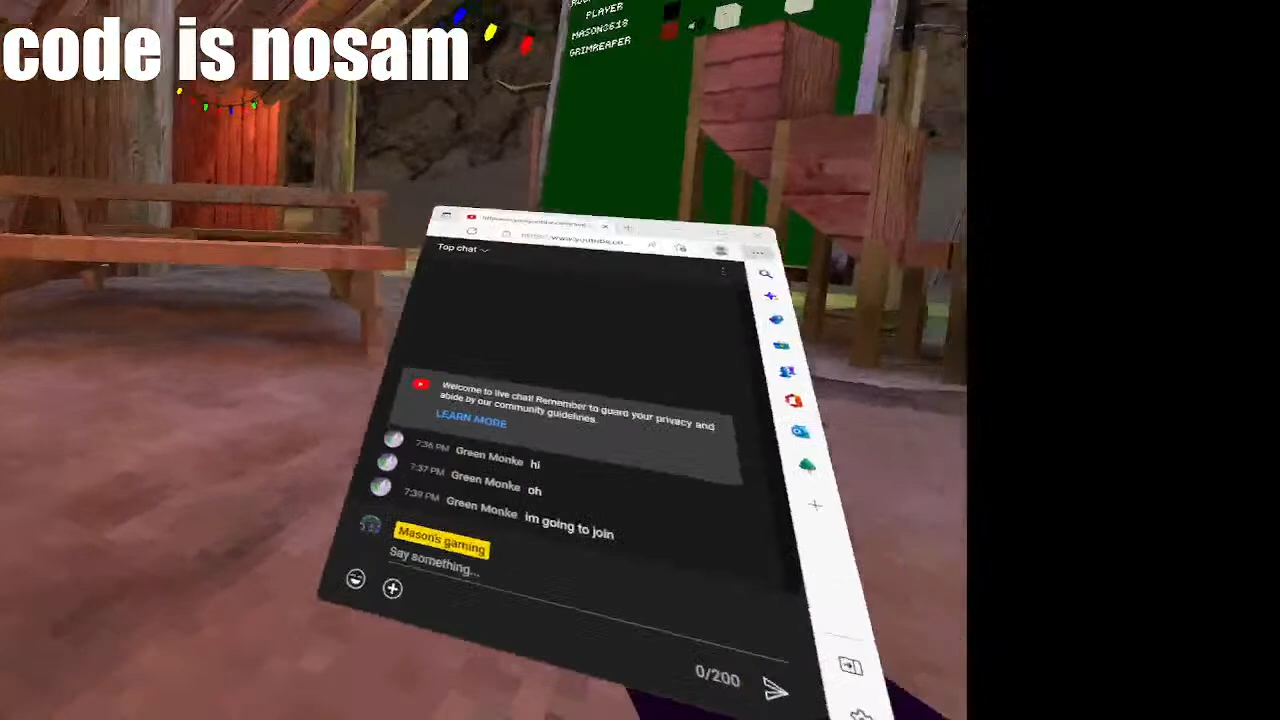 code is nosam
PLAYER
MASON3618
GRIMREAPER
Top chat
Welcome to live chat! Remember to guard your privacy and
abide by our community guidelines.
LEARN MORE
7:36 PM Green Monke hi
7:37 PM Green Monke oh
7:39 PM Green Monke im going to join
Mason's gaming
Say something...
0/200